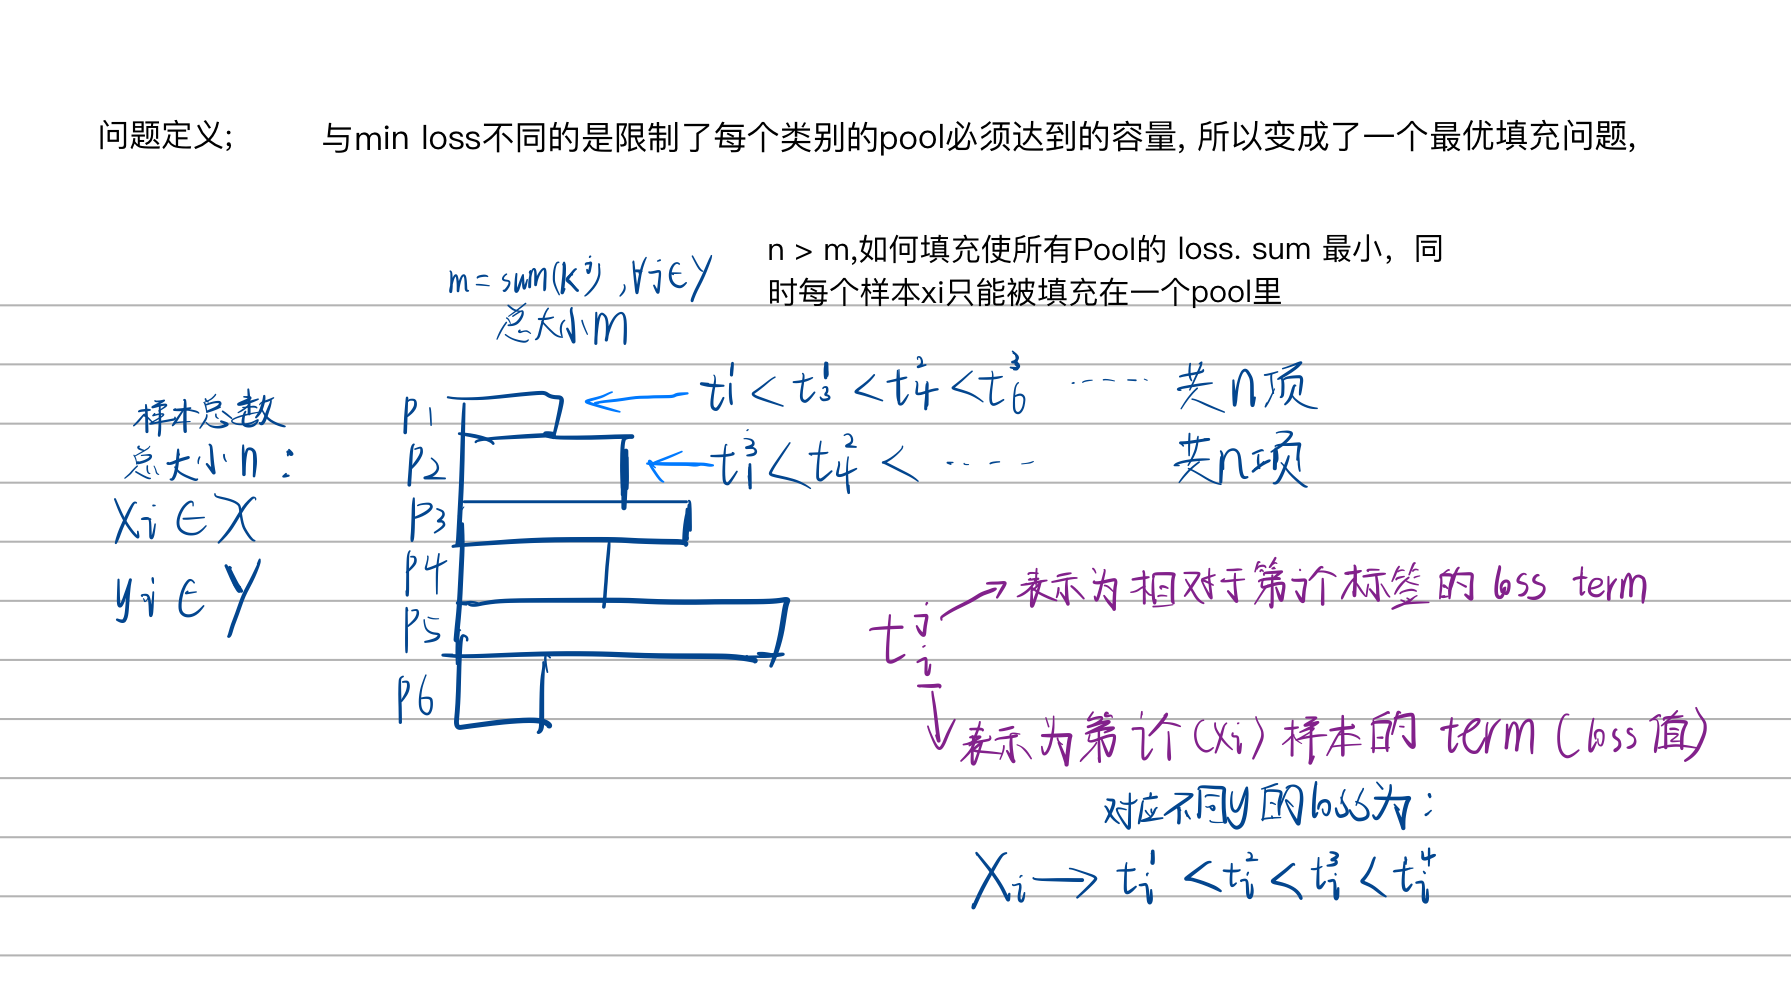 问题定义;
与min loss不同的是限制了每个类别的pool必须达到的容量, 所以变成了一个最优填充问题,
n > m,如何填充使所有Pool的 loss. sum 最小，同
时每个样本xi只能被填充在一个pool里
m = sum(k^j), ∀j∈Y
总大小m
样本总数
总大小n：
Xi ∈ X
yi ∈ Y
P1
t_1^1 < t_3^1 < t_4^2 < t_6^3 ······ 共n项
P2
t_1^3 < t_4^2 < ····· 共n项
P3
P4
P5
P6
t_i^j
表示为相对于第j个标签的loss term
表示为第i个(xi)样本的 term (loss值)
对应不同y的loss为：
Xi → t_i^1 < t_i^2 < t_i^3 < t_i^4